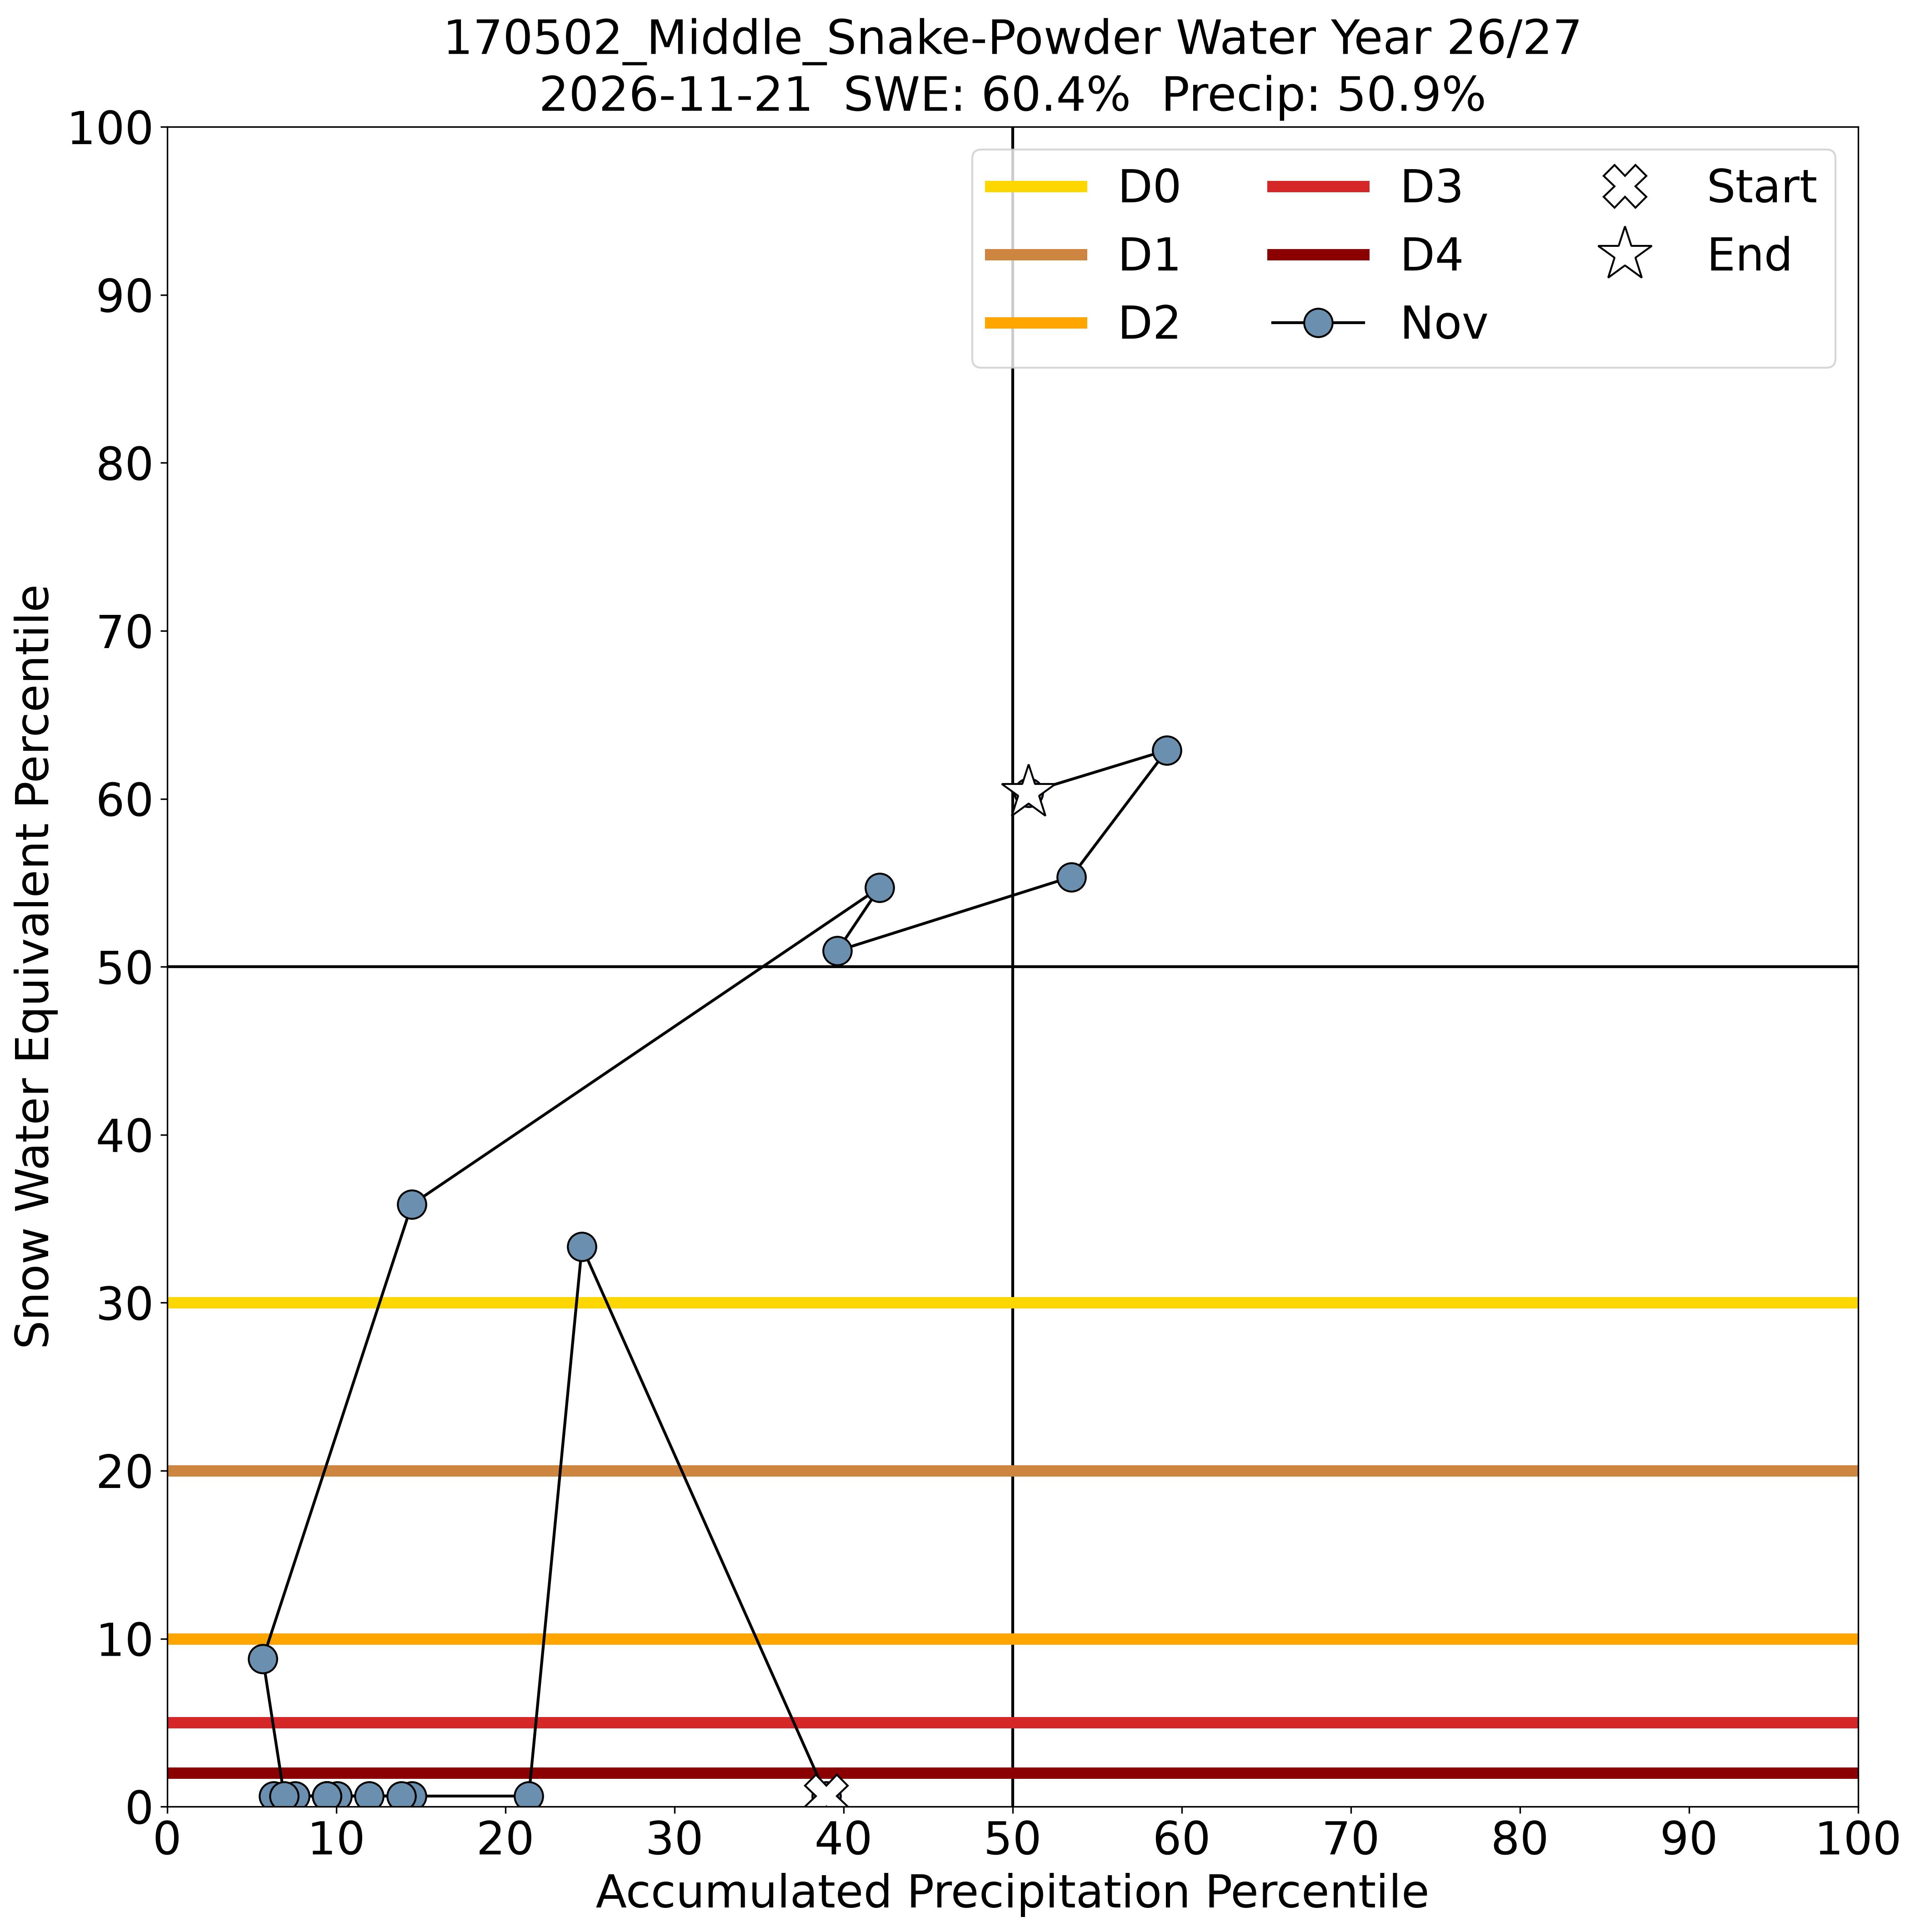 170502_Middle_Snake-Powder Water Year 26/27
2026-11-21 SWE: 60.4% Precip: 50.9%
D0 D3 Start
D1 D4 End
D2 Nov
Snow Water Equivalent Percentile
100
90
80
70
60
50
40
30
20
10
0
0 10 20 30 40 50 60 70 80 90 100
Accumulated Precipitation Percentile